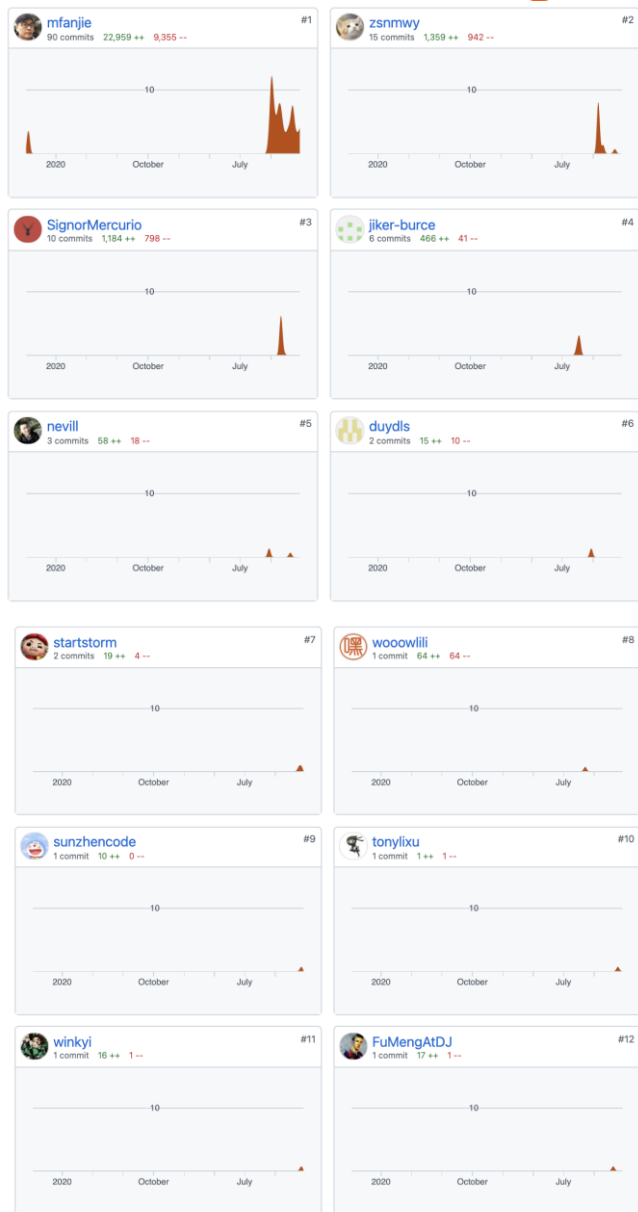 mfanjie #1
90 commits 22,959 ++ 9,355 --
10
2020 October July
zsnmwy #2
15 commits 1,359 ++ 942 --
10
2020 October July
SignorMercurio #3
10 commits 1,184 ++ 798 --
10
2020 October July
jiker-burce #4
6 commits 466 ++ 41 --
10
2020 October July
nevill #5
3 commits 58 ++ 18 --
10
2020 October July
duydls #6
2 commits 15 ++ 10 --
10
2020 October July
startstorm #7
2 commits 19 ++ 4 --
10
2020 October July
嘿
wooowlili #8
1 commit 64 ++ 64 --
10
2020 October July
sunzhencode #9
1 commit 10 ++ 0 --
10
2020 October July
tonylixu #10
1 commit 1 ++ 1 --
10
2020 October July
winkyi #11
1 commit 16 ++ 1 --
10
2020 October July
FuMengAtDJ #12
1 commit 17 ++ 1 --
10
2020 October July